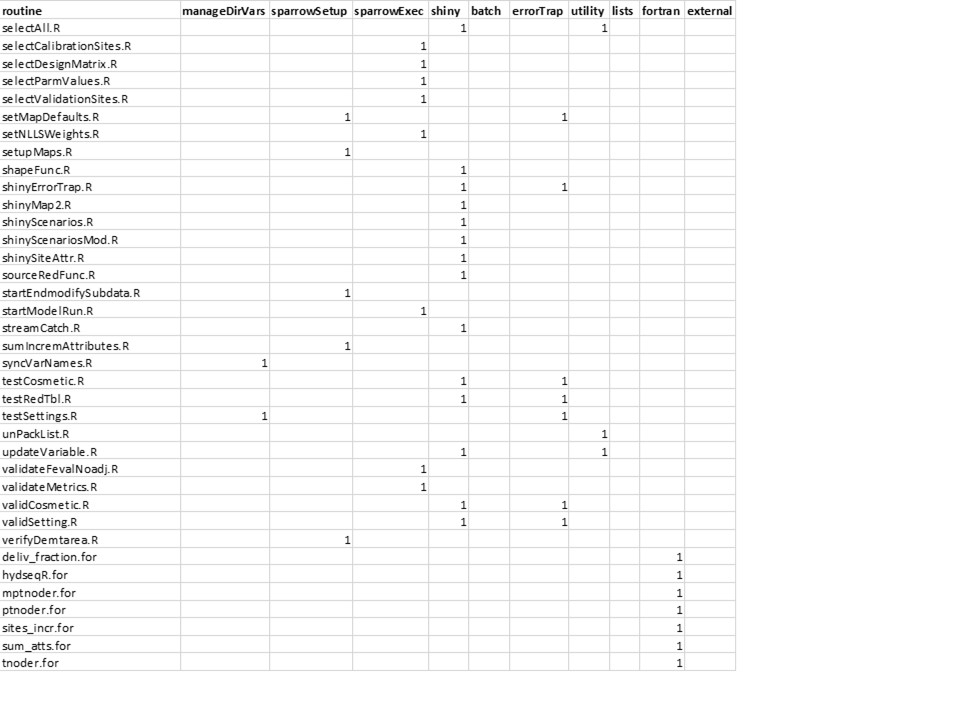 routine manageDirVars sparrowSetup sparrowExec shiny batch errorTrap utility lists fortran external
selectAll.R 1 1
selectCalibrationSites.R 1
selectDesignMatrix.R 1
selectParmValues.R 1
selectValidationSites.R 1
setMapDefaults.R 1 1
setNLLSWeights.R 1
setupMaps.R 1
shapeFunc.R 1
shinyErrorTrap.R 1 1
shinyMap2.R 1
shinyScenarios.R 1
shinyScenariosMod.R 1
shinySiteAttr.R 1
sourceRedFunc.R 1
startEndmodifySubdata.R 1
startModelRun.R 1
streamCatch.R 1
sumIncremAttributes.R 1
syncVarNames.R 1
testCosmetic.R 1 1
testRedTbl.R 1 1
testSettings.R 1 1
unPackList.R 1
updateVariable.R 1 1
validateFevalNoadj.R 1
validateMetrics.R 1
validCosmetic.R 1 1
validSetting.R 1 1
verifyDemtarea.R 1
deliv_fraction.for 1
hydseqR.for 1
mptnoder.for 1
ptnoder.for 1
sites_incr.for 1
sum_atts.for 1
tnoder.for 1